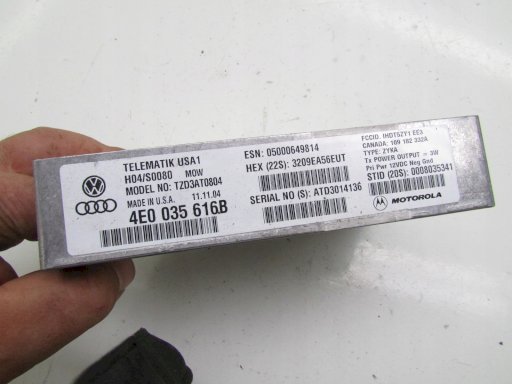 TELEMATIK USA1
H04/S0080 MOW
MODEL NO: TZD3AT0804
MADE IN U.S.A. 11.11.04
4E0 035 616B
ESN: 05000649814
HEX (22S): 3209EA56EUT
SERIAL NO (S): ATD3014136
FCCID: IHDT5ZY1 EE3
CANADA: 109 182 332A
TYPE: ZYKA
Tx POWER OUTPUT = 3W
Pri Pwr 12VDC Neg Gnd
STID (20S): 0008035341
MOTOROLA